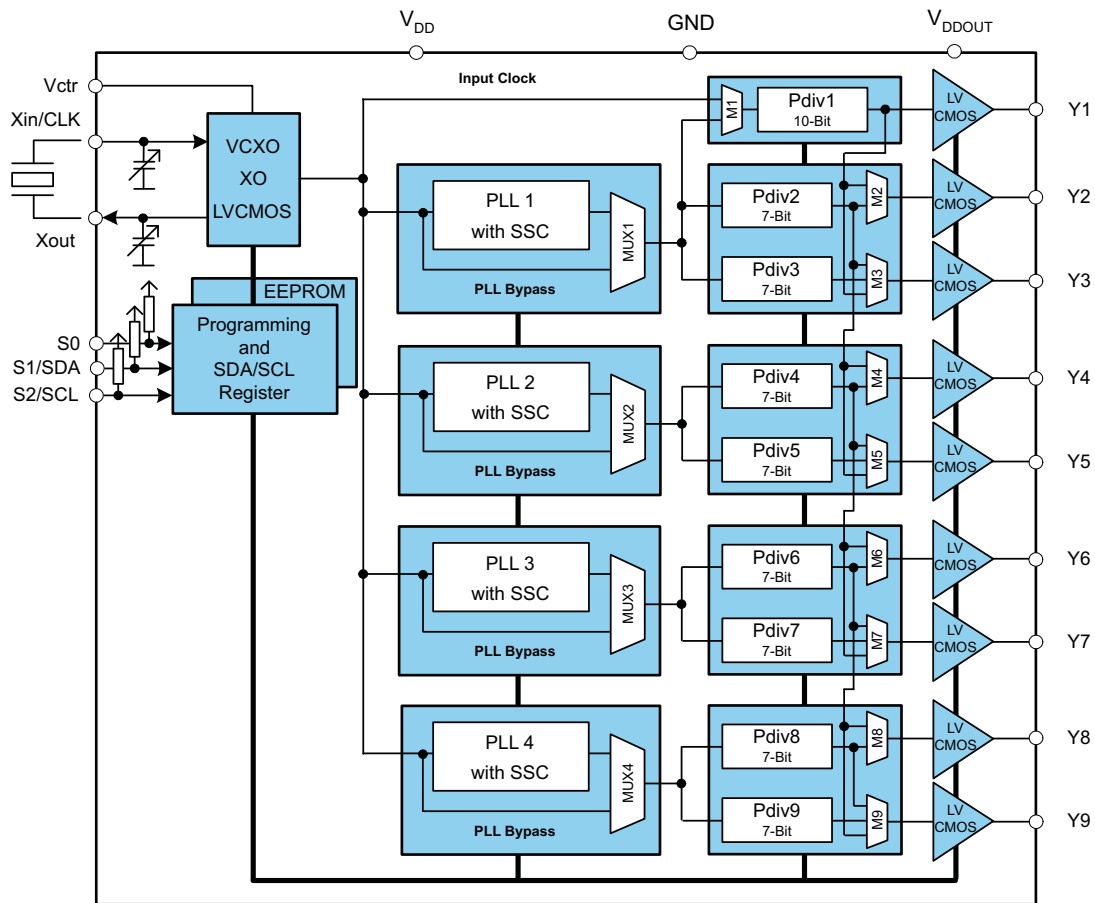 VDD
GND
VDDOUT
Vctr
Input Clock
Xin/CLK
Xout
VCXO
XO
LVCMOS
EEPROM
Programming
and
SDA/SCL
Register
S0
S1/SDA
S2/SCL
PLL 1
with SSC
MUX1
PLL Bypass
PLL 2
with SSC
MUX2
PLL Bypass
PLL 3
with SSC
MUX3
PLL Bypass
PLL 4
with SSC
MUX4
PLL Bypass
M1
Pdiv1
10-Bit
LV
CMOS
Y1
Pdiv2
7-Bit
M2
LV
CMOS
Y2
Pdiv3
7-Bit
M3
LV
CMOS
Y3
Pdiv4
7-Bit
M4
LV
CMOS
Y4
Pdiv5
7-Bit
M5
LV
CMOS
Y5
Pdiv6
7-Bit
M6
LV
CMOS
Y6
Pdiv7
7-Bit
M7
LV
CMOS
Y7
Pdiv8
7-Bit
M8
LV
CMOS
Y8
Pdiv9
7-Bit
M9
LV
CMOS
Y9